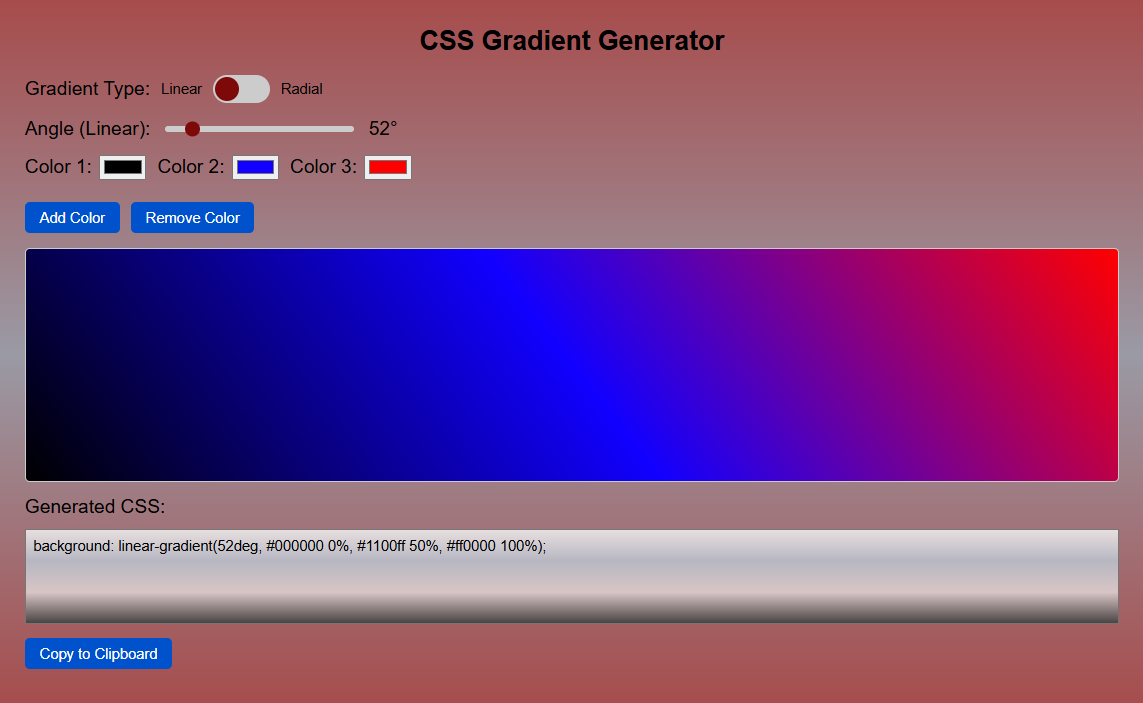 CSS Gradient Generator
Gradient Type: Linear Radial
Angle (Linear): 52°
Color 1: Color 2: Color 3:
Add Color Remove Color
Generated CSS:
background: linear-gradient(52deg, #000000 0%, #1100ff 50%, #ff0000 100%);
Copy to Clipboard